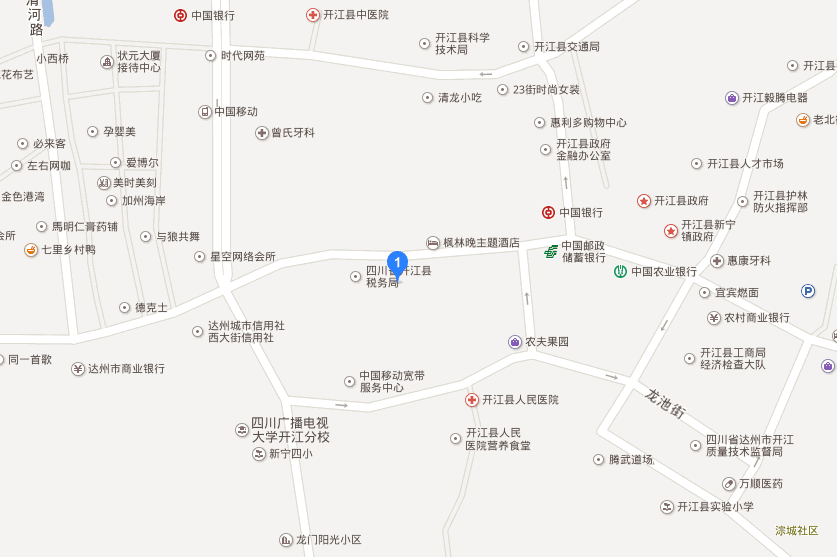 清河路
中国银行
开江县中医院
开江县科学
技术局
开江县交通局
小西桥
状元大厦
接待中心
时代网苑
开江县
花布艺
清龙小吃
23街时尚女装
开江毅腾电器
中国移动
老北
孕婴美
曾氏牙科
惠利多购物中心
必来客
开江县政府
金融办公室
左右网咖
爱博尔
开江县人才市场
美时美刻
金色港湾
加州海岸
开江县政府
开江县护林
防火指挥部
中国银行
馬明仁膏药铺
开江县新宁
镇政府
会所
与狼共舞
七里乡村鸭
枫林晚主题酒店
中国邮政
储蓄银行
星空网络会所
惠康牙科
1
四川省开江县
税务局
中国农业银行
P
宜宾燃面
德克士
农村商业银行
达州城市信用社
西大街信用社
农夫果园
同一首歌
达州市商业银行
开江县工商局
经济检查大队
中国移动宽带
服务中心
龙池街
开江县人民医院
四川广播电视
大学开江分校
开江县人民
医院营养食堂
四川省达州市开江
质量技术监督局
新宁四小
腾武道场
万顺医药
开江县实验小学
淙城社区
龙门阳光小区